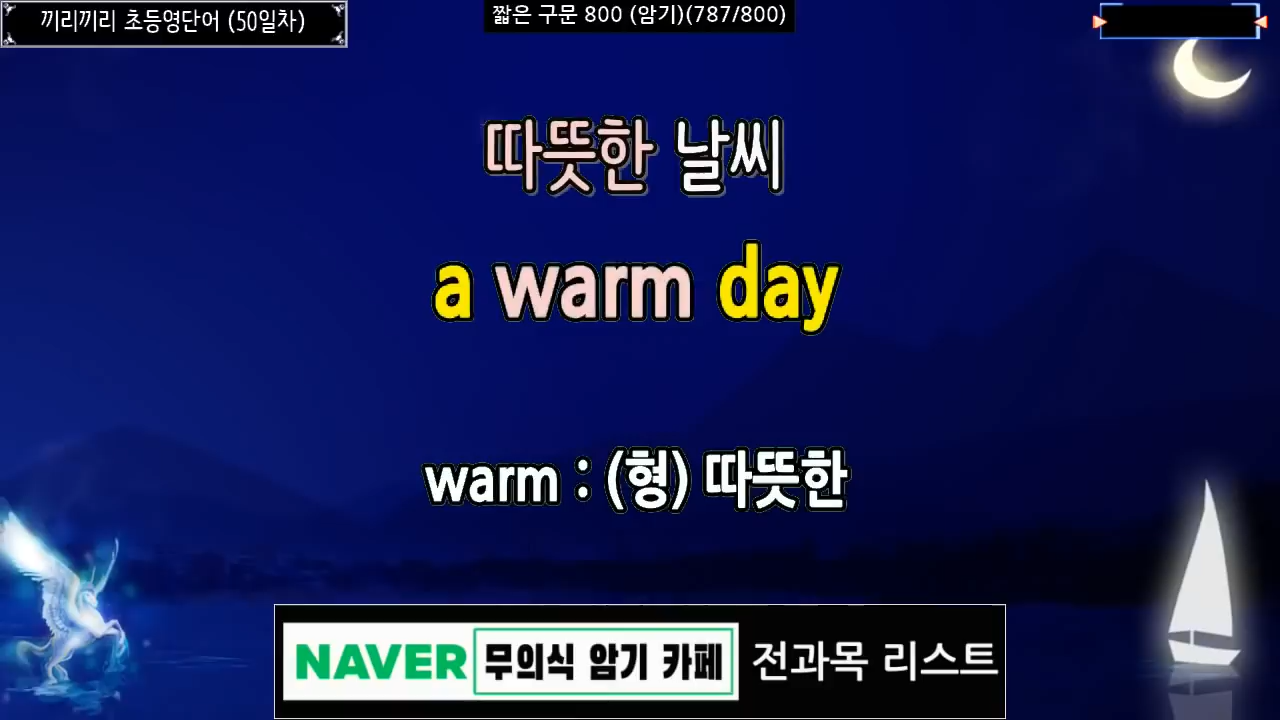 끼리끼리 초등영단어 (50일차)
짧은 구문 800 (암기)(787/800)
따뜻한 날씨
a warm day
warm : (형) 따뜻한
NAVER 무의식 암기 카페 전과목 리스트